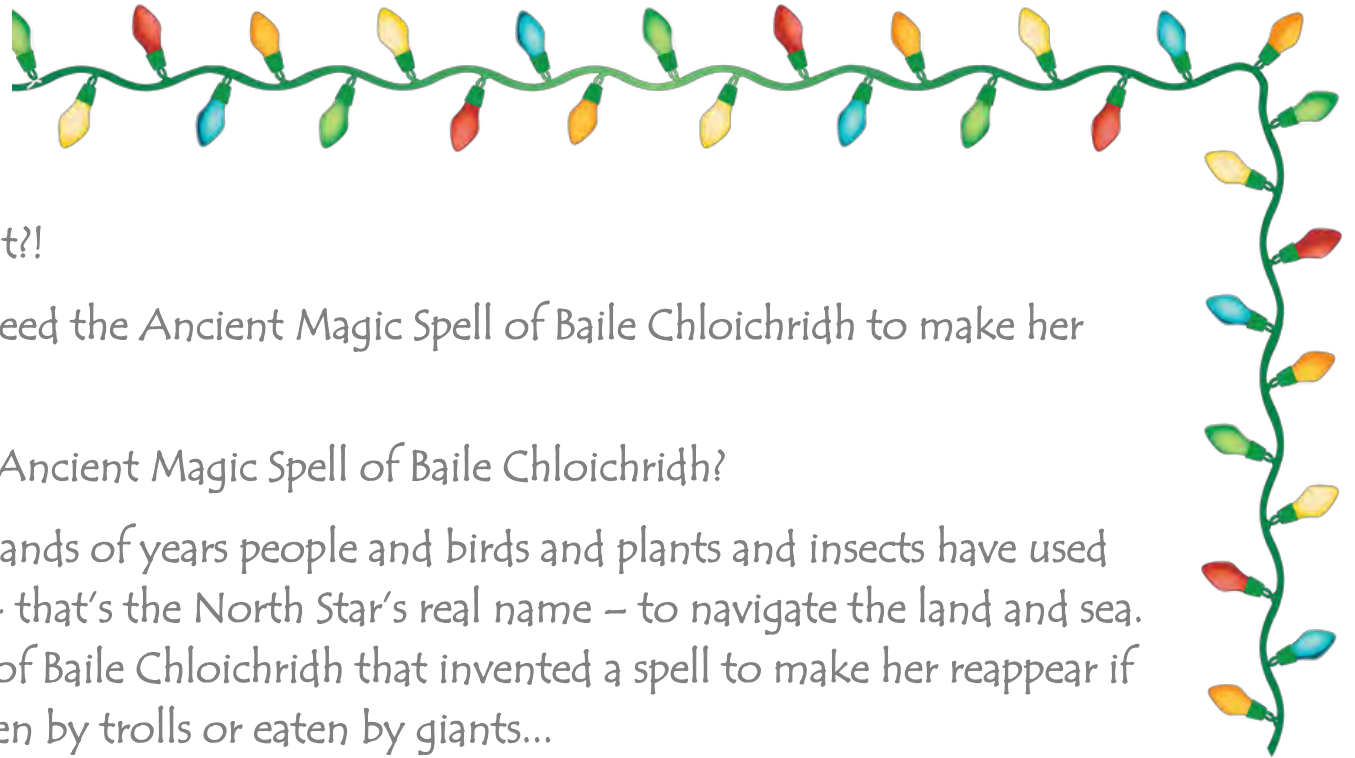 t?!
eed the Ancient Magic Spell of Baile Chloichridh to make her
Ancient Magic Spell of Baile Chloichridh?
ands of years people and birds and plants and insects have used
- that's the North Star's real name – to navigate the land and sea.
of Baile Chloichridh that invented a spell to make her reappear if
en by trolls or eaten by giants...